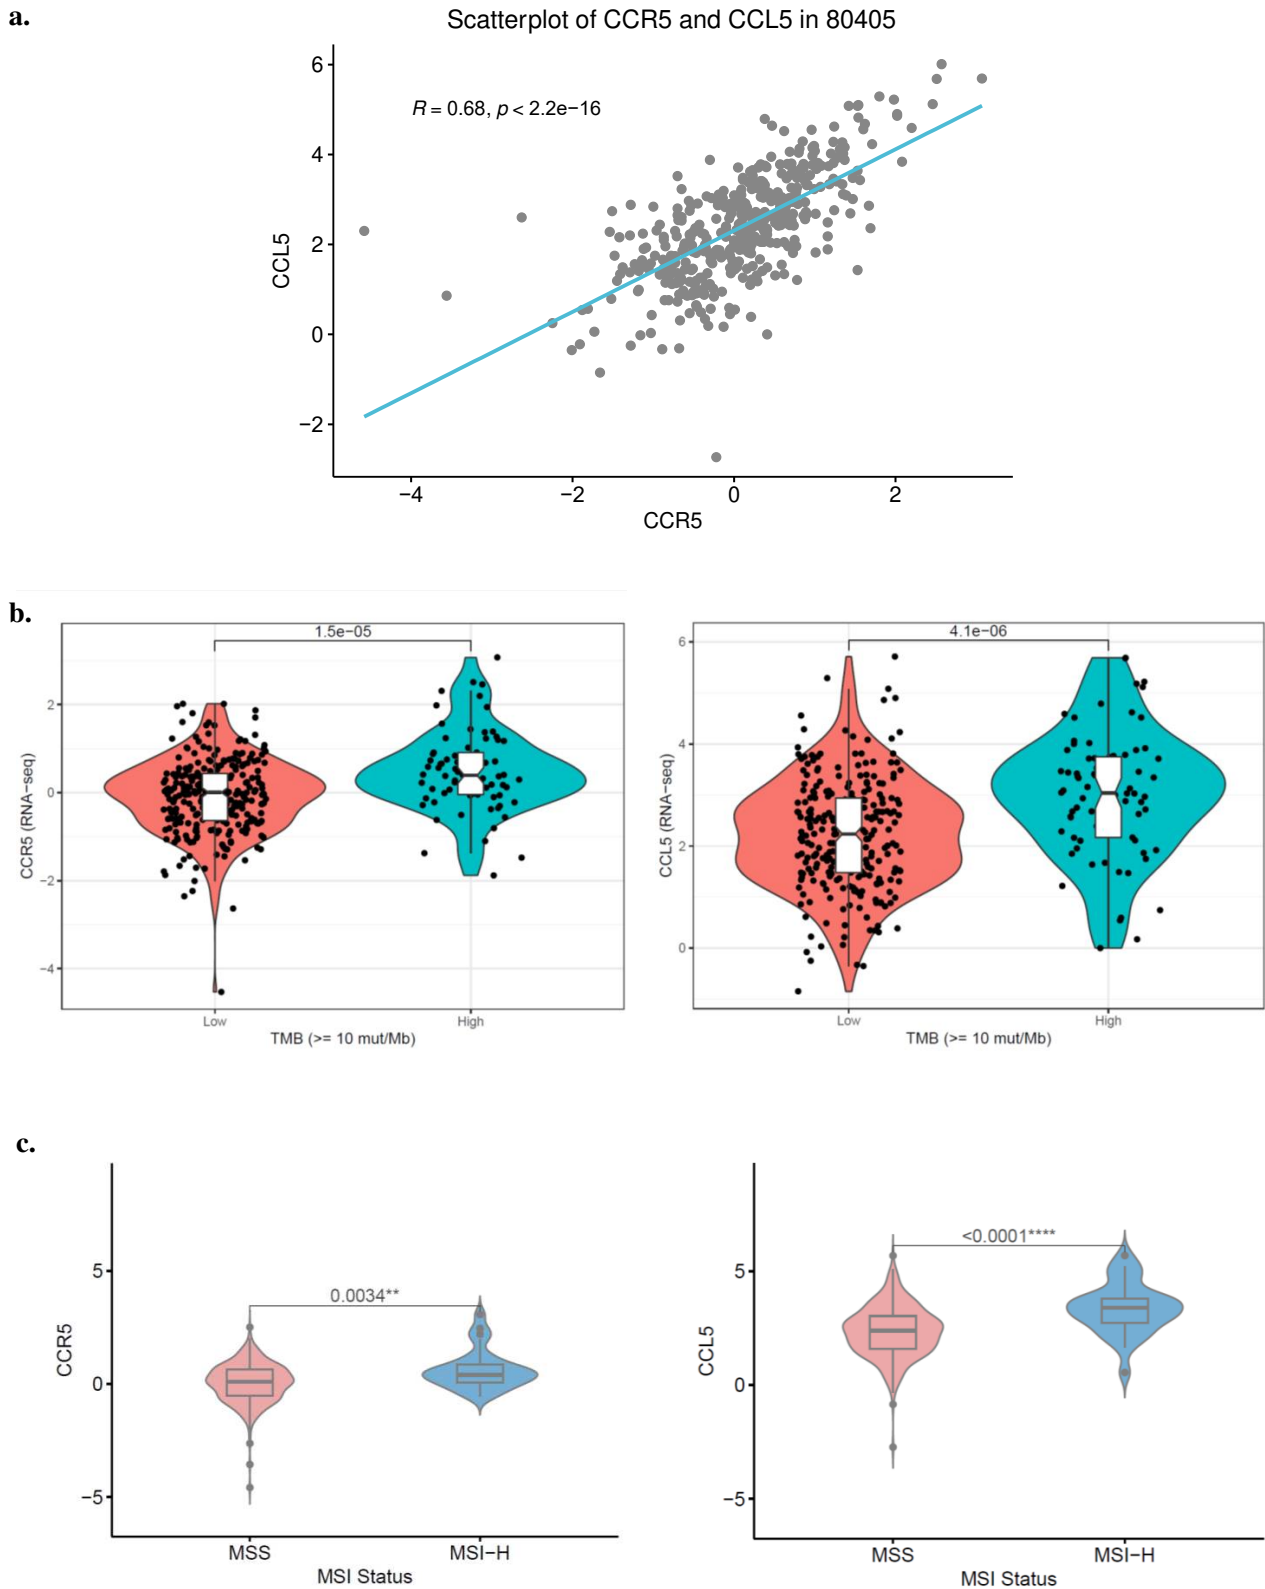 a.
Scatterplot of CCR5 and CCL5 in 80405
R = 0.68, p < 2.2e−16
6
4
2
0
−2
CCL5
−4
−2
0
2
CCR5
b.
1.5e−05
2
0
−2
−4
CCR5 (RNA−seq)
Low
High
TMB (>= 10 mut/Mb)
4.1e−06
6
4
2
0
CCL5 (RNA−seq)
Low
High
TMB (>= 10 mut/Mb)
c.
0.0034**
5
0
−5
CCR5
MSS
MSI−H
MSI Status
<0.0001****
5
0
−5
CCL5
MSS
MSI−H
MSI Status